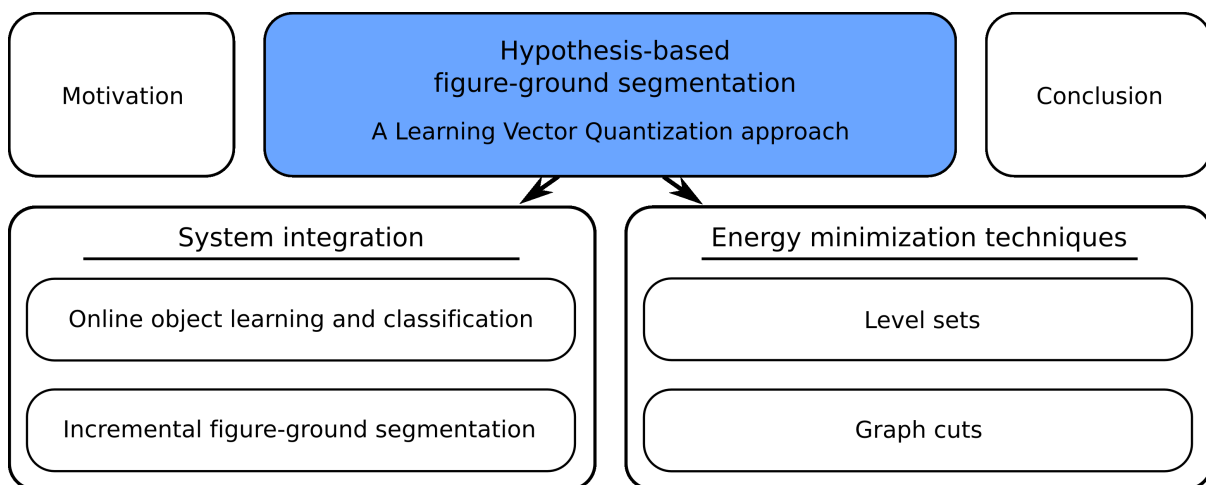 Motivation
Hypothesis-based
figure-ground segmentation
A Learning Vector Quantization approach
Conclusion
System integration
Online object learning and classification
Incremental figure-ground segmentation
Energy minimization techniques
Level sets
Graph cuts